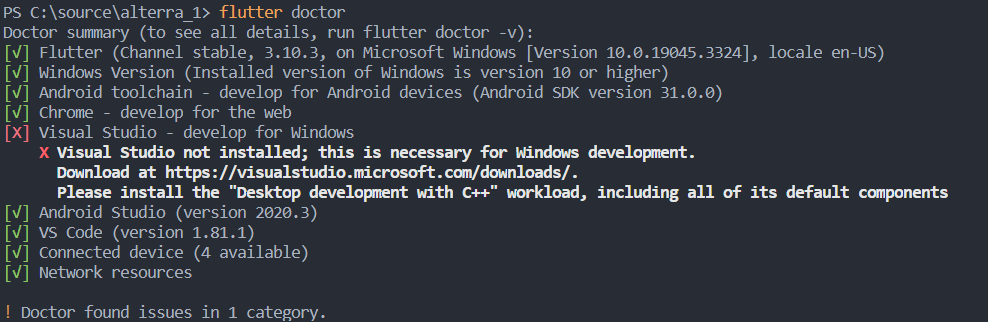 PS C:\source\alterra_1> flutter doctor
Doctor summary (to see all details, run flutter doctor -v):
[√] Flutter (Channel stable, 3.10.3, on Microsoft Windows [Version 10.0.19045.3324], locale en-US)
[√] Windows Version (Installed version of Windows is version 10 or higher)
[√] Android toolchain - develop for Android devices (Android SDK version 31.0.0)
[√] Chrome - develop for the web
[X] Visual Studio - develop for Windows
    X Visual Studio not installed; this is necessary for Windows development.
      Download at https://visualstudio.microsoft.com/downloads/.
      Please install the "Desktop development with C++" workload, including all of its default components
[√] Android Studio (version 2020.3)
[√] VS Code (version 1.81.1)
[√] Connected device (4 available)
[√] Network resources
! Doctor found issues in 1 category.